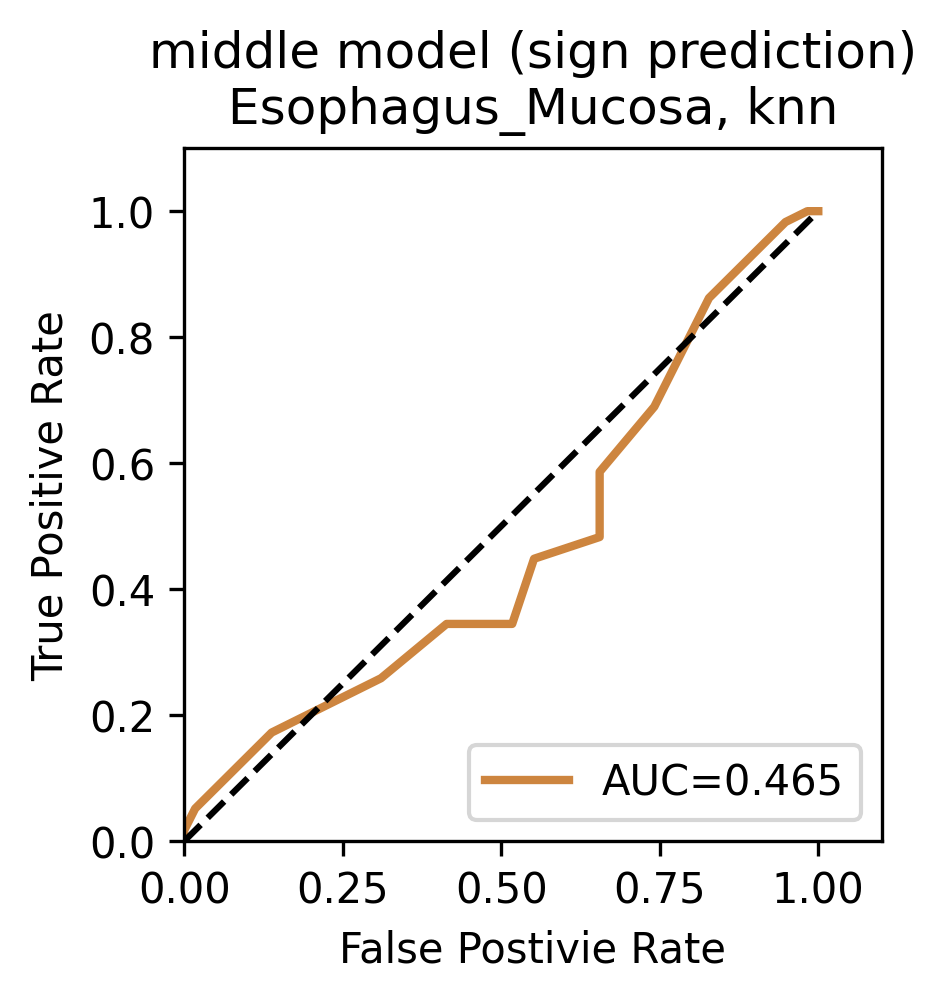 middle model (sign prediction)
Esophagus_Mucosa, knn
True Positive Rate
1.0
0.8
0.6
0.4
0.2
0.0
AUC=0.465
0.00 0.25 0.50 0.75 1.00
False Postivie Rate